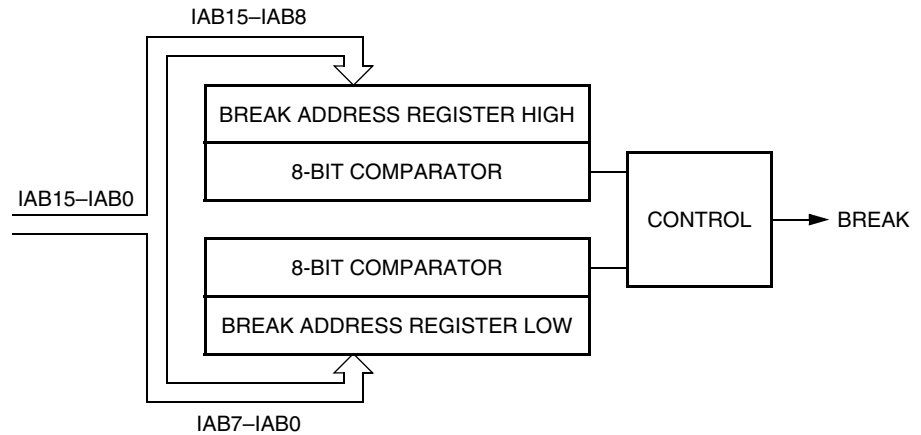 IAB15–IAB8
BREAK ADDRESS REGISTER HIGH
8-BIT COMPARATOR
IAB15–IAB0
CONTROL
BREAK
8-BIT COMPARATOR
BREAK ADDRESS REGISTER LOW
IAB7–IAB0